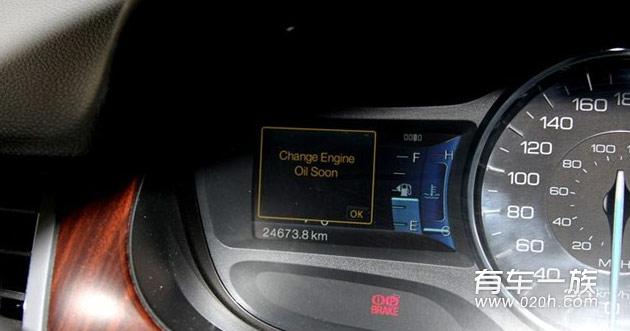 Change Engine
Oil Soon
OK
F
H
E
S
24673.8 km
BRAKE
160
140
120
100
80
60
40
100
80
60
40
20
有车一族
www.020h.com